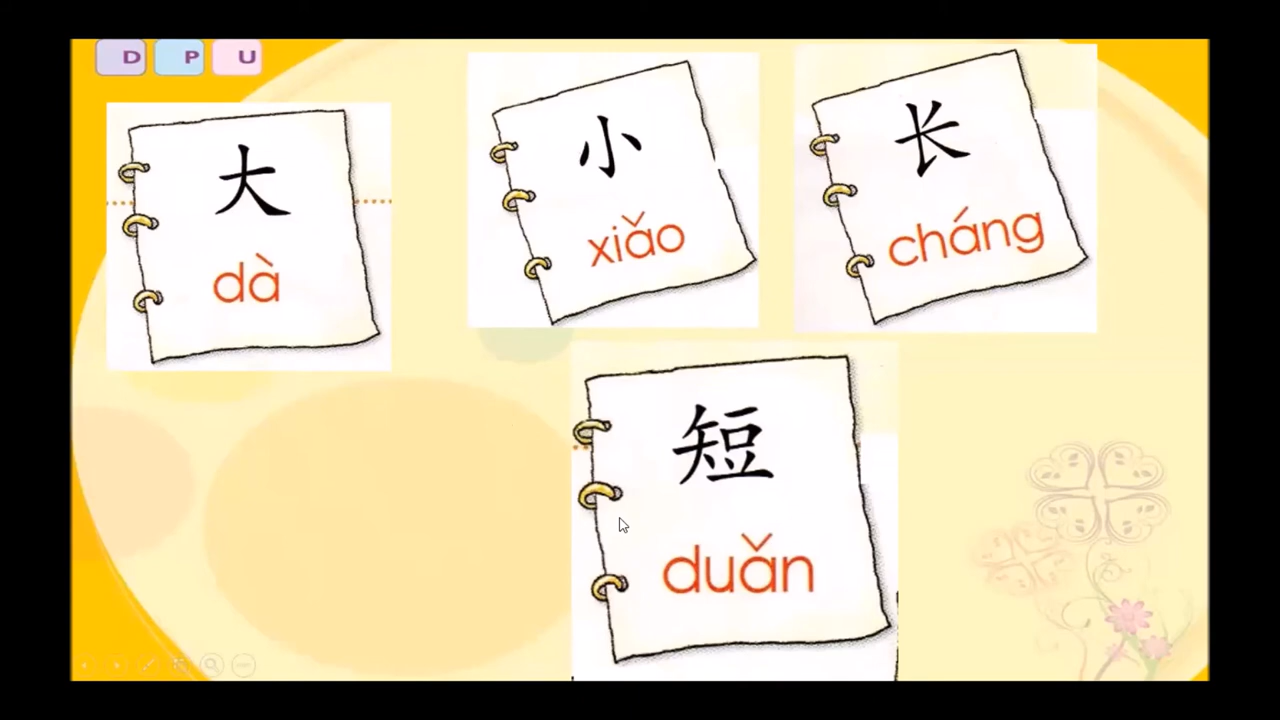 D P U
大
dà
小
xiǎo
长
cháng
短
duǎn